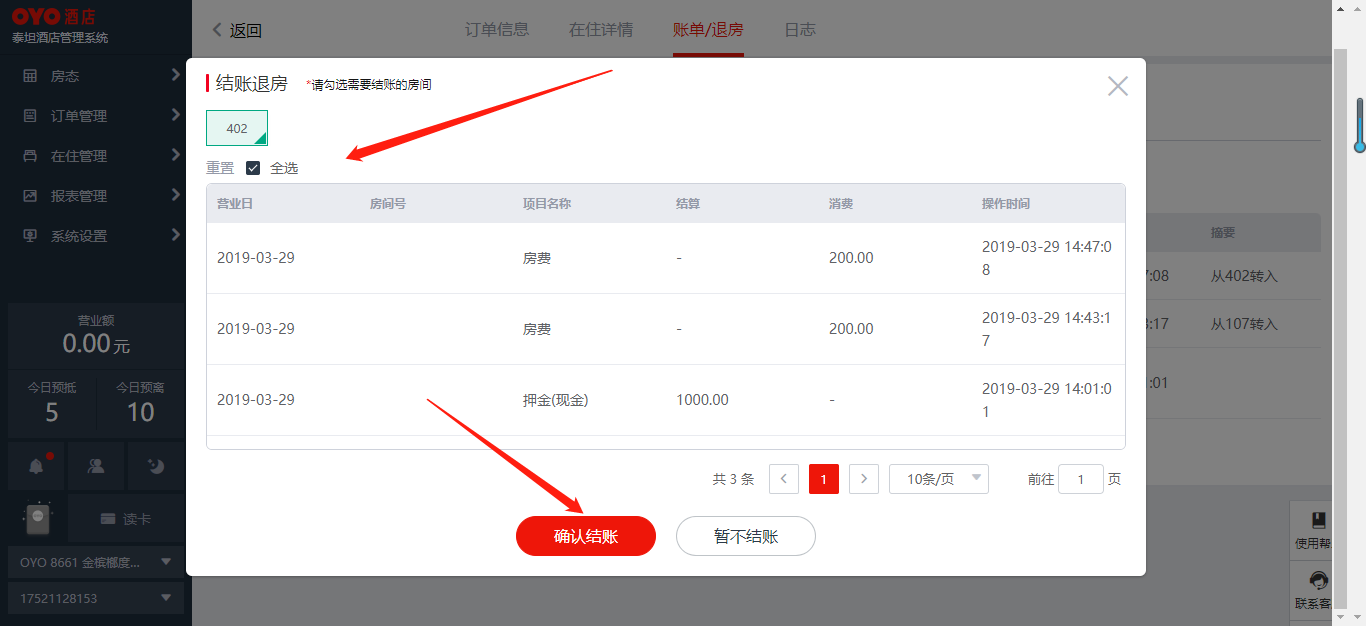 OYO 酒店
泰坦酒店管理系统
房态
订单管理
在住管理
报表管理
系统设置
营业额
0.00元
今日预抵
今日预离
5
10
读卡
OYO 8661 金槟榔度...
17521128153
返回
订单信息
在住详情
账单/退房
日志
结账退房
*请勾选需要结账的房间
402
重置
全选
营业日 房间号 项目名称 结算 消费 操作时间
2019-03-29 房费 - 200.00 2019-03-29 14:47:0
8
2019-03-29 房费 - 200.00 2019-03-29 14:43:1
7
2019-03-29 押金(现金) 1000.00 - 2019-03-29 14:01:0
1
共 3 条
1
10条/页
前往 1 页
确认结账
暂不结账
摘要
:08 从402转入
:17 从107转入
:01
使用帮
联系客